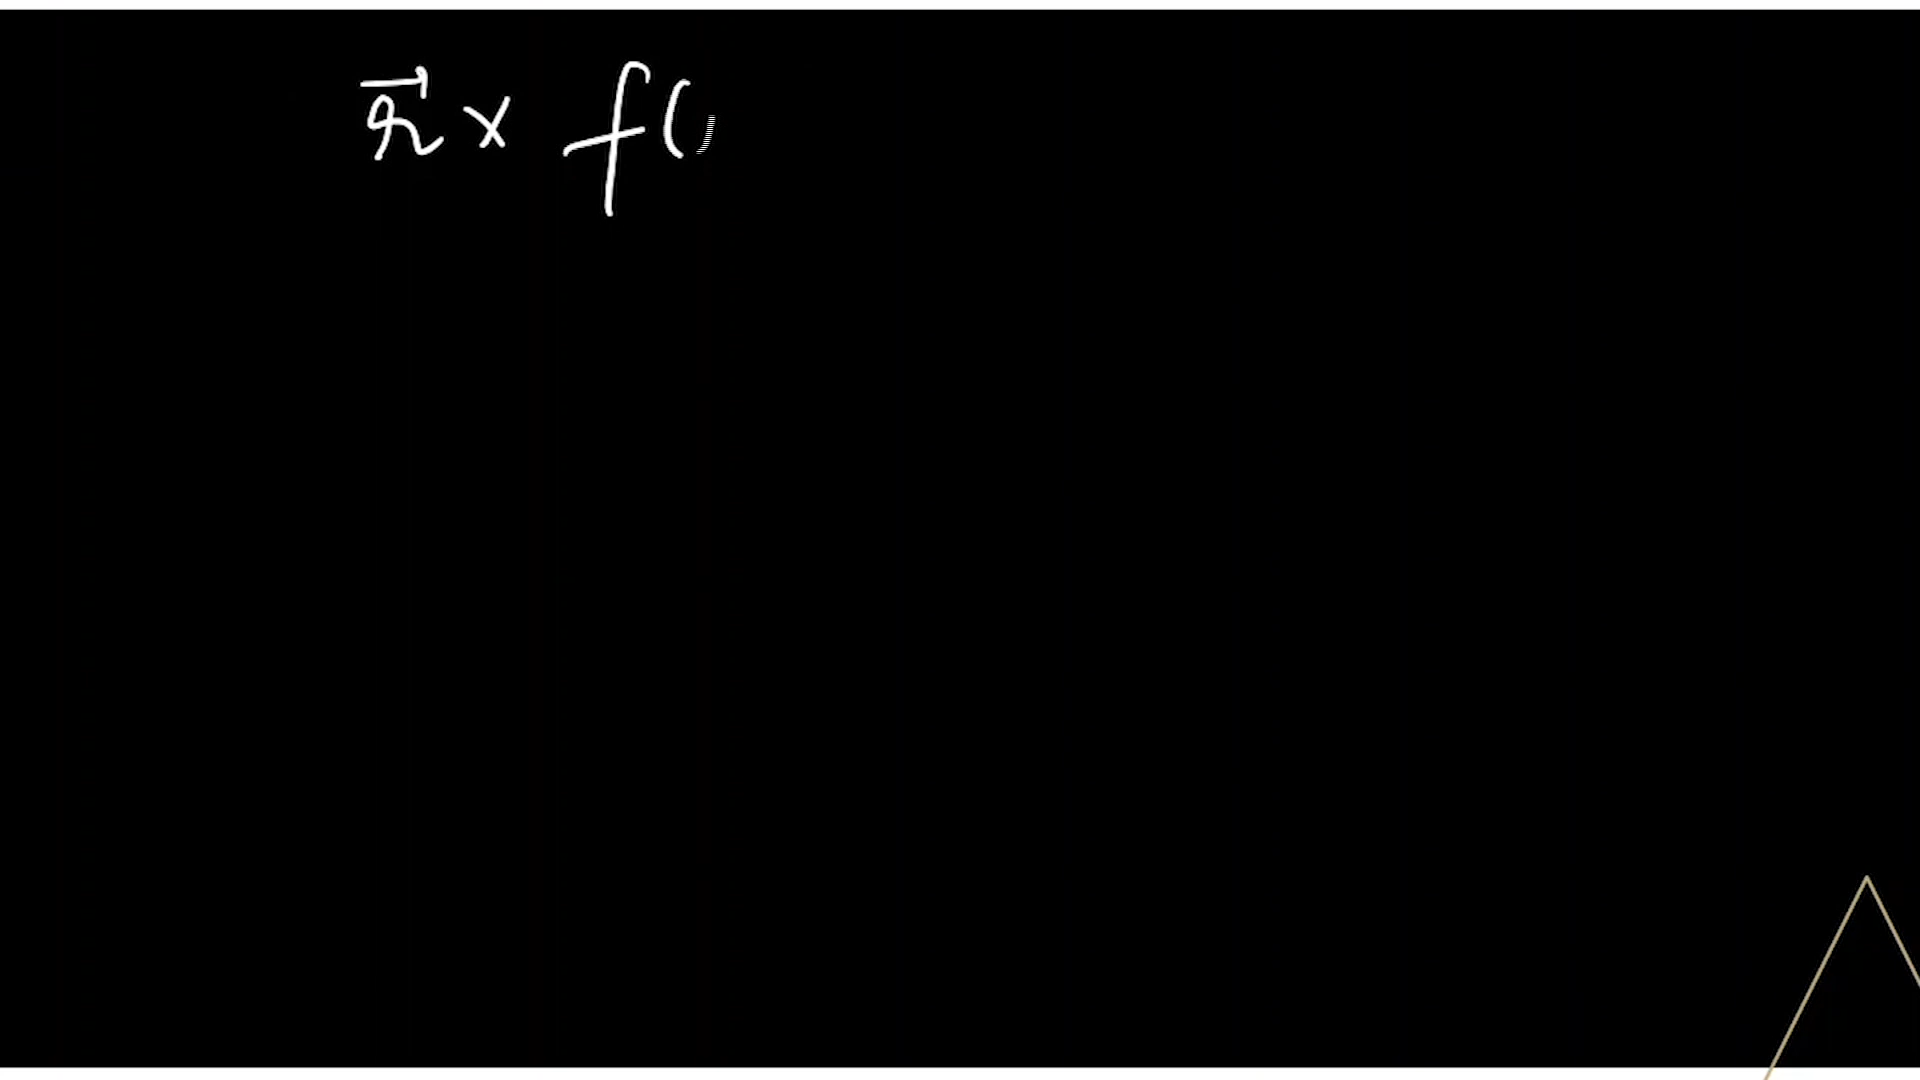 r⃗ × f(